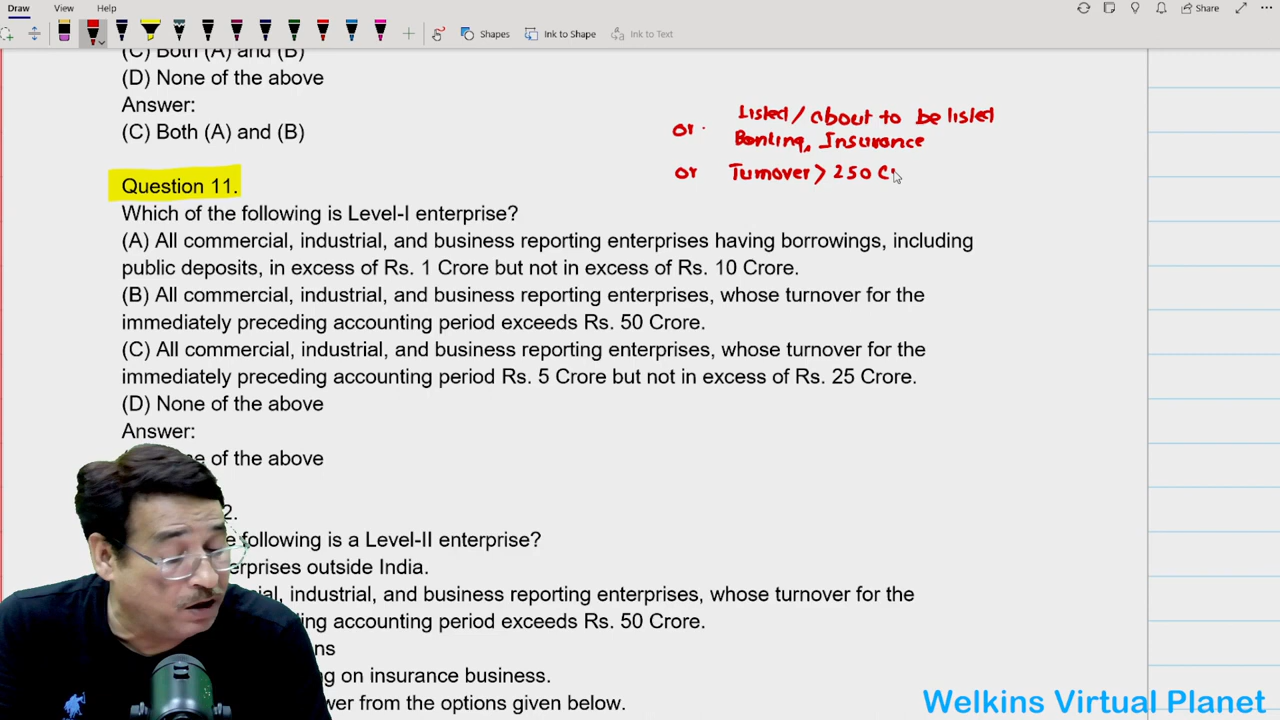 Draw View Help
Shapes Ink to Shape Ink to Text Share
(C) Both (A) and (B)
(D) None of the above
Answer:
(C) Both (A) and (B)
or Listed / about to be listed
Banking, Insurance
or Turnover > 250 Cr
Question 11.
Which of the following is Level-I enterprise?
(A) All commercial, industrial, and business reporting enterprises having borrowings, including
public deposits, in excess of Rs. 1 Crore but not in excess of Rs. 10 Crore.
(B) All commercial, industrial, and business reporting enterprises, whose turnover for the
immediately preceding accounting period exceeds Rs. 50 Crore.
(C) All commercial, industrial, and business reporting enterprises, whose turnover for the
immediately preceding accounting period Rs. 5 Crore but not in excess of Rs. 25 Crore.
(D) None of the above
Answer:
of the above
2.
following is a Level-II enterprise?
erprises outside India.
ial, industrial, and business reporting enterprises, whose turnover for the
ing accounting period exceeds Rs. 50 Crore.
ns
g on insurance business.
wer from the options given below.
Welkins Virtual Planet